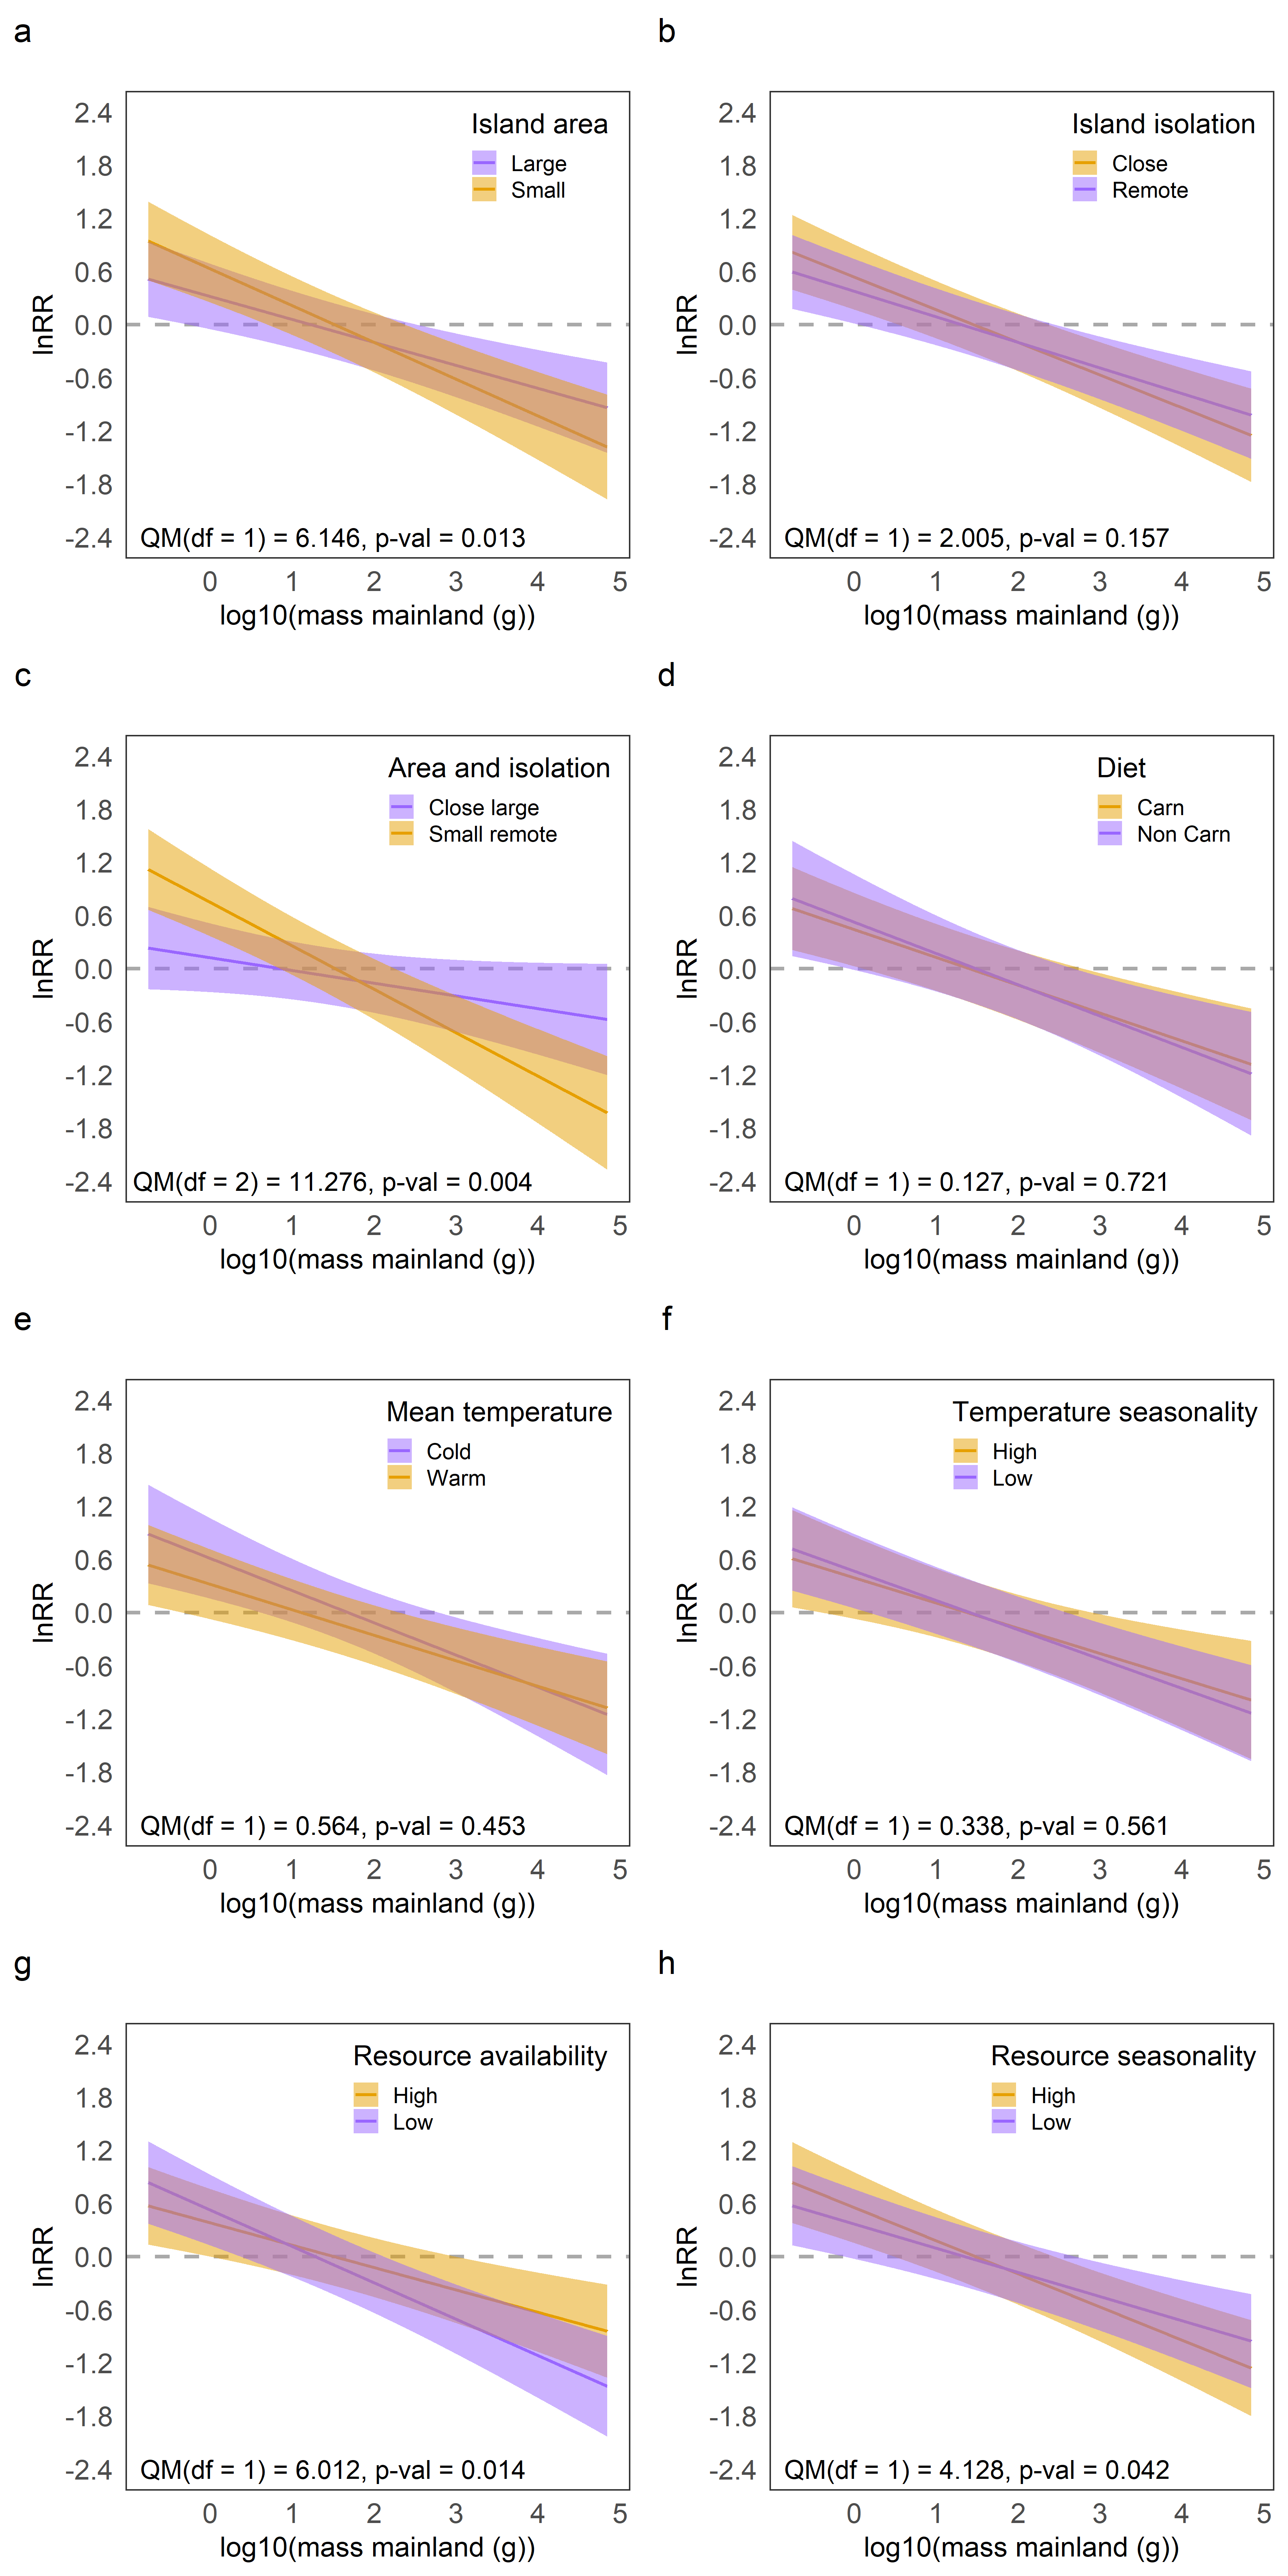 a
Island area
Large
Small
2.4
1.8
1.2
0.6
0.0
-0.6
-1.2
-1.8
-2.4
lnRR
QM(df = 1) = 6.146, p-val = 0.013
0 1 2 3 4 5
log10(mass mainland (g))
b
Island isolation
Close
Remote
2.4
1.8
1.2
0.6
0.0
-0.6
-1.2
-1.8
-2.4
lnRR
QM(df = 1) = 2.005, p-val = 0.157
0 1 2 3 4 5
log10(mass mainland (g))
c
Area and isolation
Close large
Small remote
2.4
1.8
1.2
0.6
0.0
-0.6
-1.2
-1.8
-2.4
lnRR
QM(df = 2) = 11.276, p-val = 0.004
0 1 2 3 4 5
log10(mass mainland (g))
d
Diet
Carn
Non Carn
2.4
1.8
1.2
0.6
0.0
-0.6
-1.2
-1.8
-2.4
lnRR
QM(df = 1) = 0.127, p-val = 0.721
0 1 2 3 4 5
log10(mass mainland (g))
e
Mean temperature
Cold
Warm
2.4
1.8
1.2
0.6
0.0
-0.6
-1.2
-1.8
-2.4
lnRR
QM(df = 1) = 0.564, p-val = 0.453
0 1 2 3 4 5
log10(mass mainland (g))
f
Temperature seasonality
High
Low
2.4
1.8
1.2
0.6
0.0
-0.6
-1.2
-1.8
-2.4
lnRR
QM(df = 1) = 0.338, p-val = 0.561
0 1 2 3 4 5
log10(mass mainland (g))
g
Resource availability
High
Low
2.4
1.8
1.2
0.6
0.0
-0.6
-1.2
-1.8
-2.4
lnRR
QM(df = 1) = 6.012, p-val = 0.014
0 1 2 3 4 5
log10(mass mainland (g))
h
Resource seasonality
High
Low
2.4
1.8
1.2
0.6
0.0
-0.6
-1.2
-1.8
-2.4
lnRR
QM(df = 1) = 4.128, p-val = 0.042
0 1 2 3 4 5
log10(mass mainland (g))